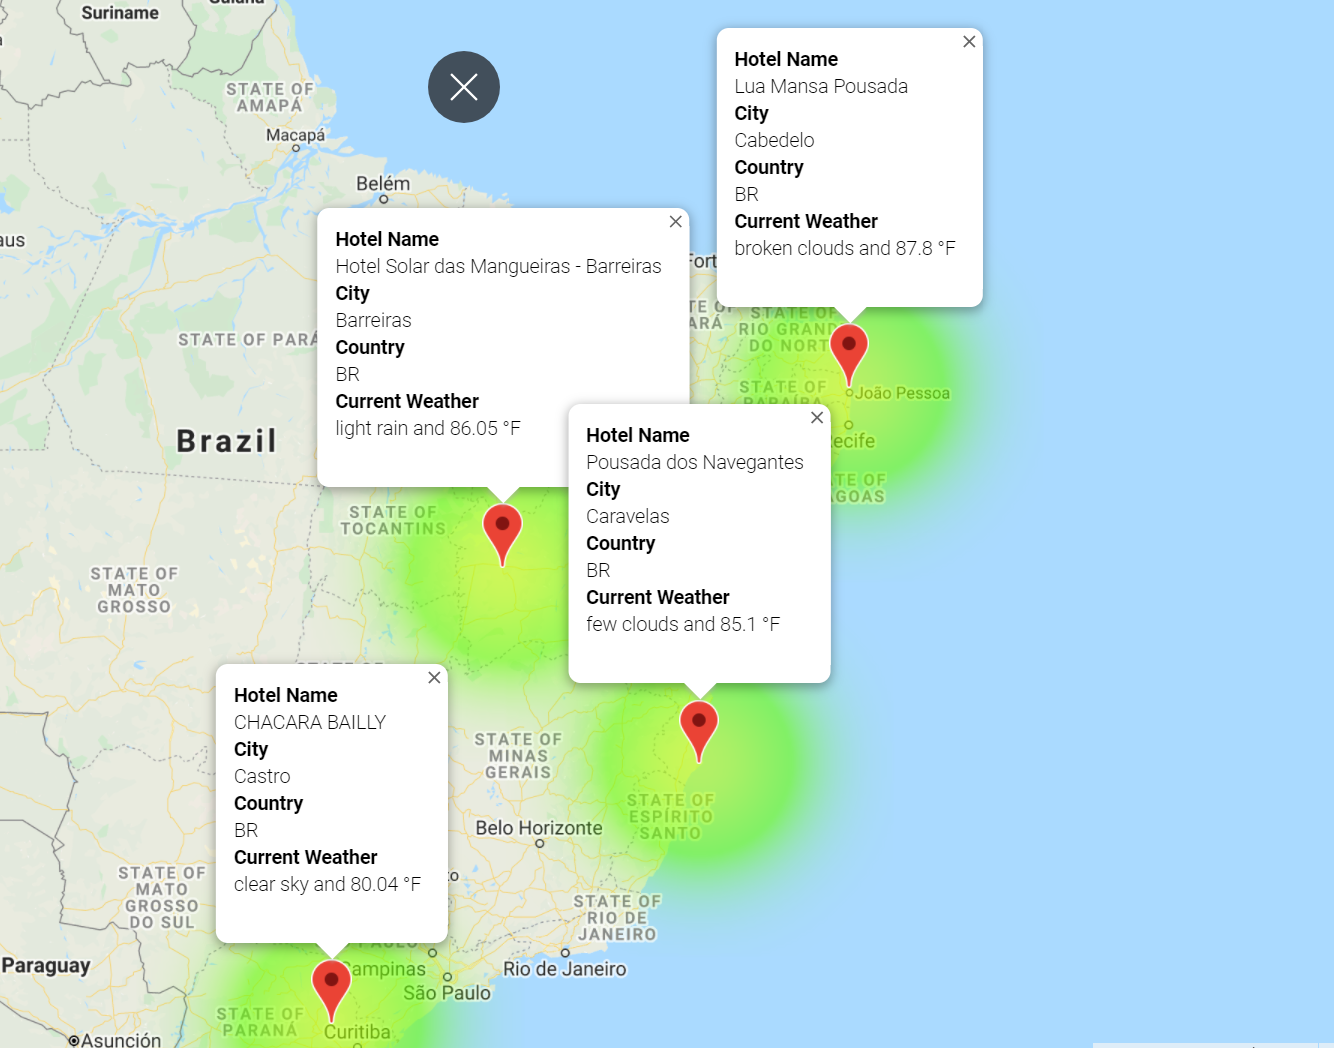 Suriname
STATE OF
AMAPÁ
Macapá
Belém
aus
STATE OF PARÁ
Brazil
Hotel Name
Lua Mansa Pousada
City
Cabedelo
Country
BR
Current Weather
broken clouds and 87.8 °F
Hotel Name
Hotel Solar das Mangueiras - Barreiras
City
Barreiras
Country
BR
Current Weather
light rain and 86.05 °F
Fort
RIO GRAND
DO NORT
STATE OF
João Pessoa
ecife
Hotel Name
Pousada dos Navegantes
City
Caravelas
Country
BR
Current Weather
few clouds and 85.1 °F
STATE OF
TOCANTINS
STATE OF
MATO
GROSSO
Hotel Name
CHACARA BAILLY
City
Castro
Country
BR
Current Weather
clear sky and 80.04 °F
STATE OF
MINAS
GERAIS
STATE OF
ESPÍRITO
SANTO
Belo Horizonte
STATE OF
MATO
GROSSO
DO SUL
STATE OF
RIO DE
JANEIRO
Paraguay
Campinas
Rio de Janeiro
São Paulo
STATE OF
PARANÁ
Curitiba
Asunción